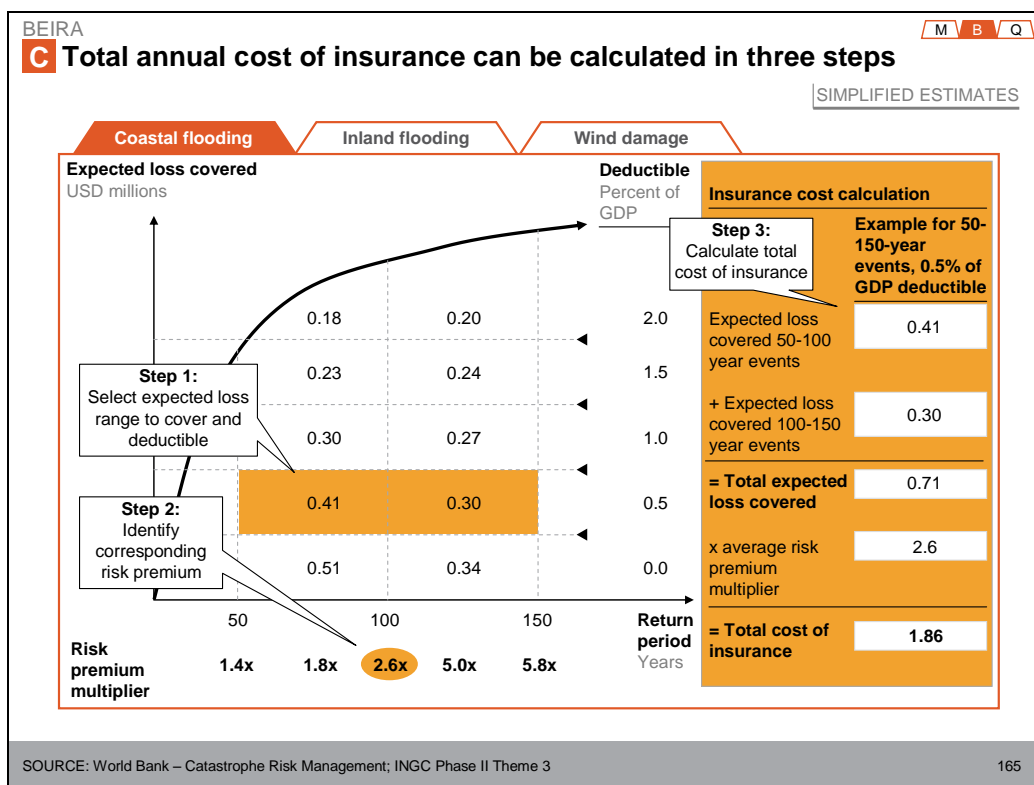 BEIRA
M B Q
C Total annual cost of insurance can be calculated in three steps
SIMPLIFIED ESTIMATES
Coastal flooding
Inland flooding
Wind damage
Expected loss covered
USD millions
Deductible
Percent of
GDP
0.18 0.20 2.0
0.23 0.24 1.5
0.30 0.27 1.0
0.41 0.30 0.5
0.51 0.34 0.0
Step 1:
Select expected loss
range to cover and
deductible
Step 2:
Identify
corresponding
risk premium
50 100 150
Return
period
Years
Risk
premium
multiplier
1.4x 1.8x 2.6x 5.0x 5.8x
Insurance cost calculation
Step 3:
Calculate total
cost of insurance
Example for 50-
150-year
events, 0.5% of
GDP deductible
Expected loss
covered 50-100
year events
0.41
+ Expected loss
covered 100-150
year events
0.30
= Total expected
loss covered
0.71
x average risk
premium
multiplier
2.6
= Total cost of
insurance
1.86
SOURCE: World Bank – Catastrophe Risk Management; INGC Phase II Theme 3
165